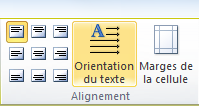 Orientation
du texte
Marges de
la cellule
Alignement